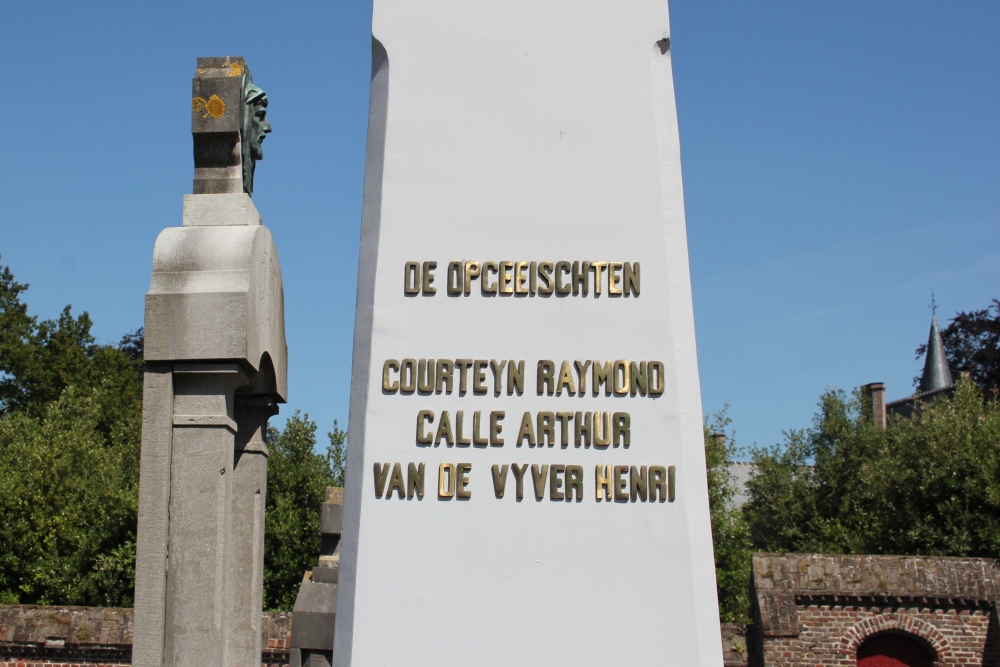 DE OPGEEISCHTEN
COURTEYN RAYMOND
CALLE ARTHUR
VAN DE VYVER HENRI